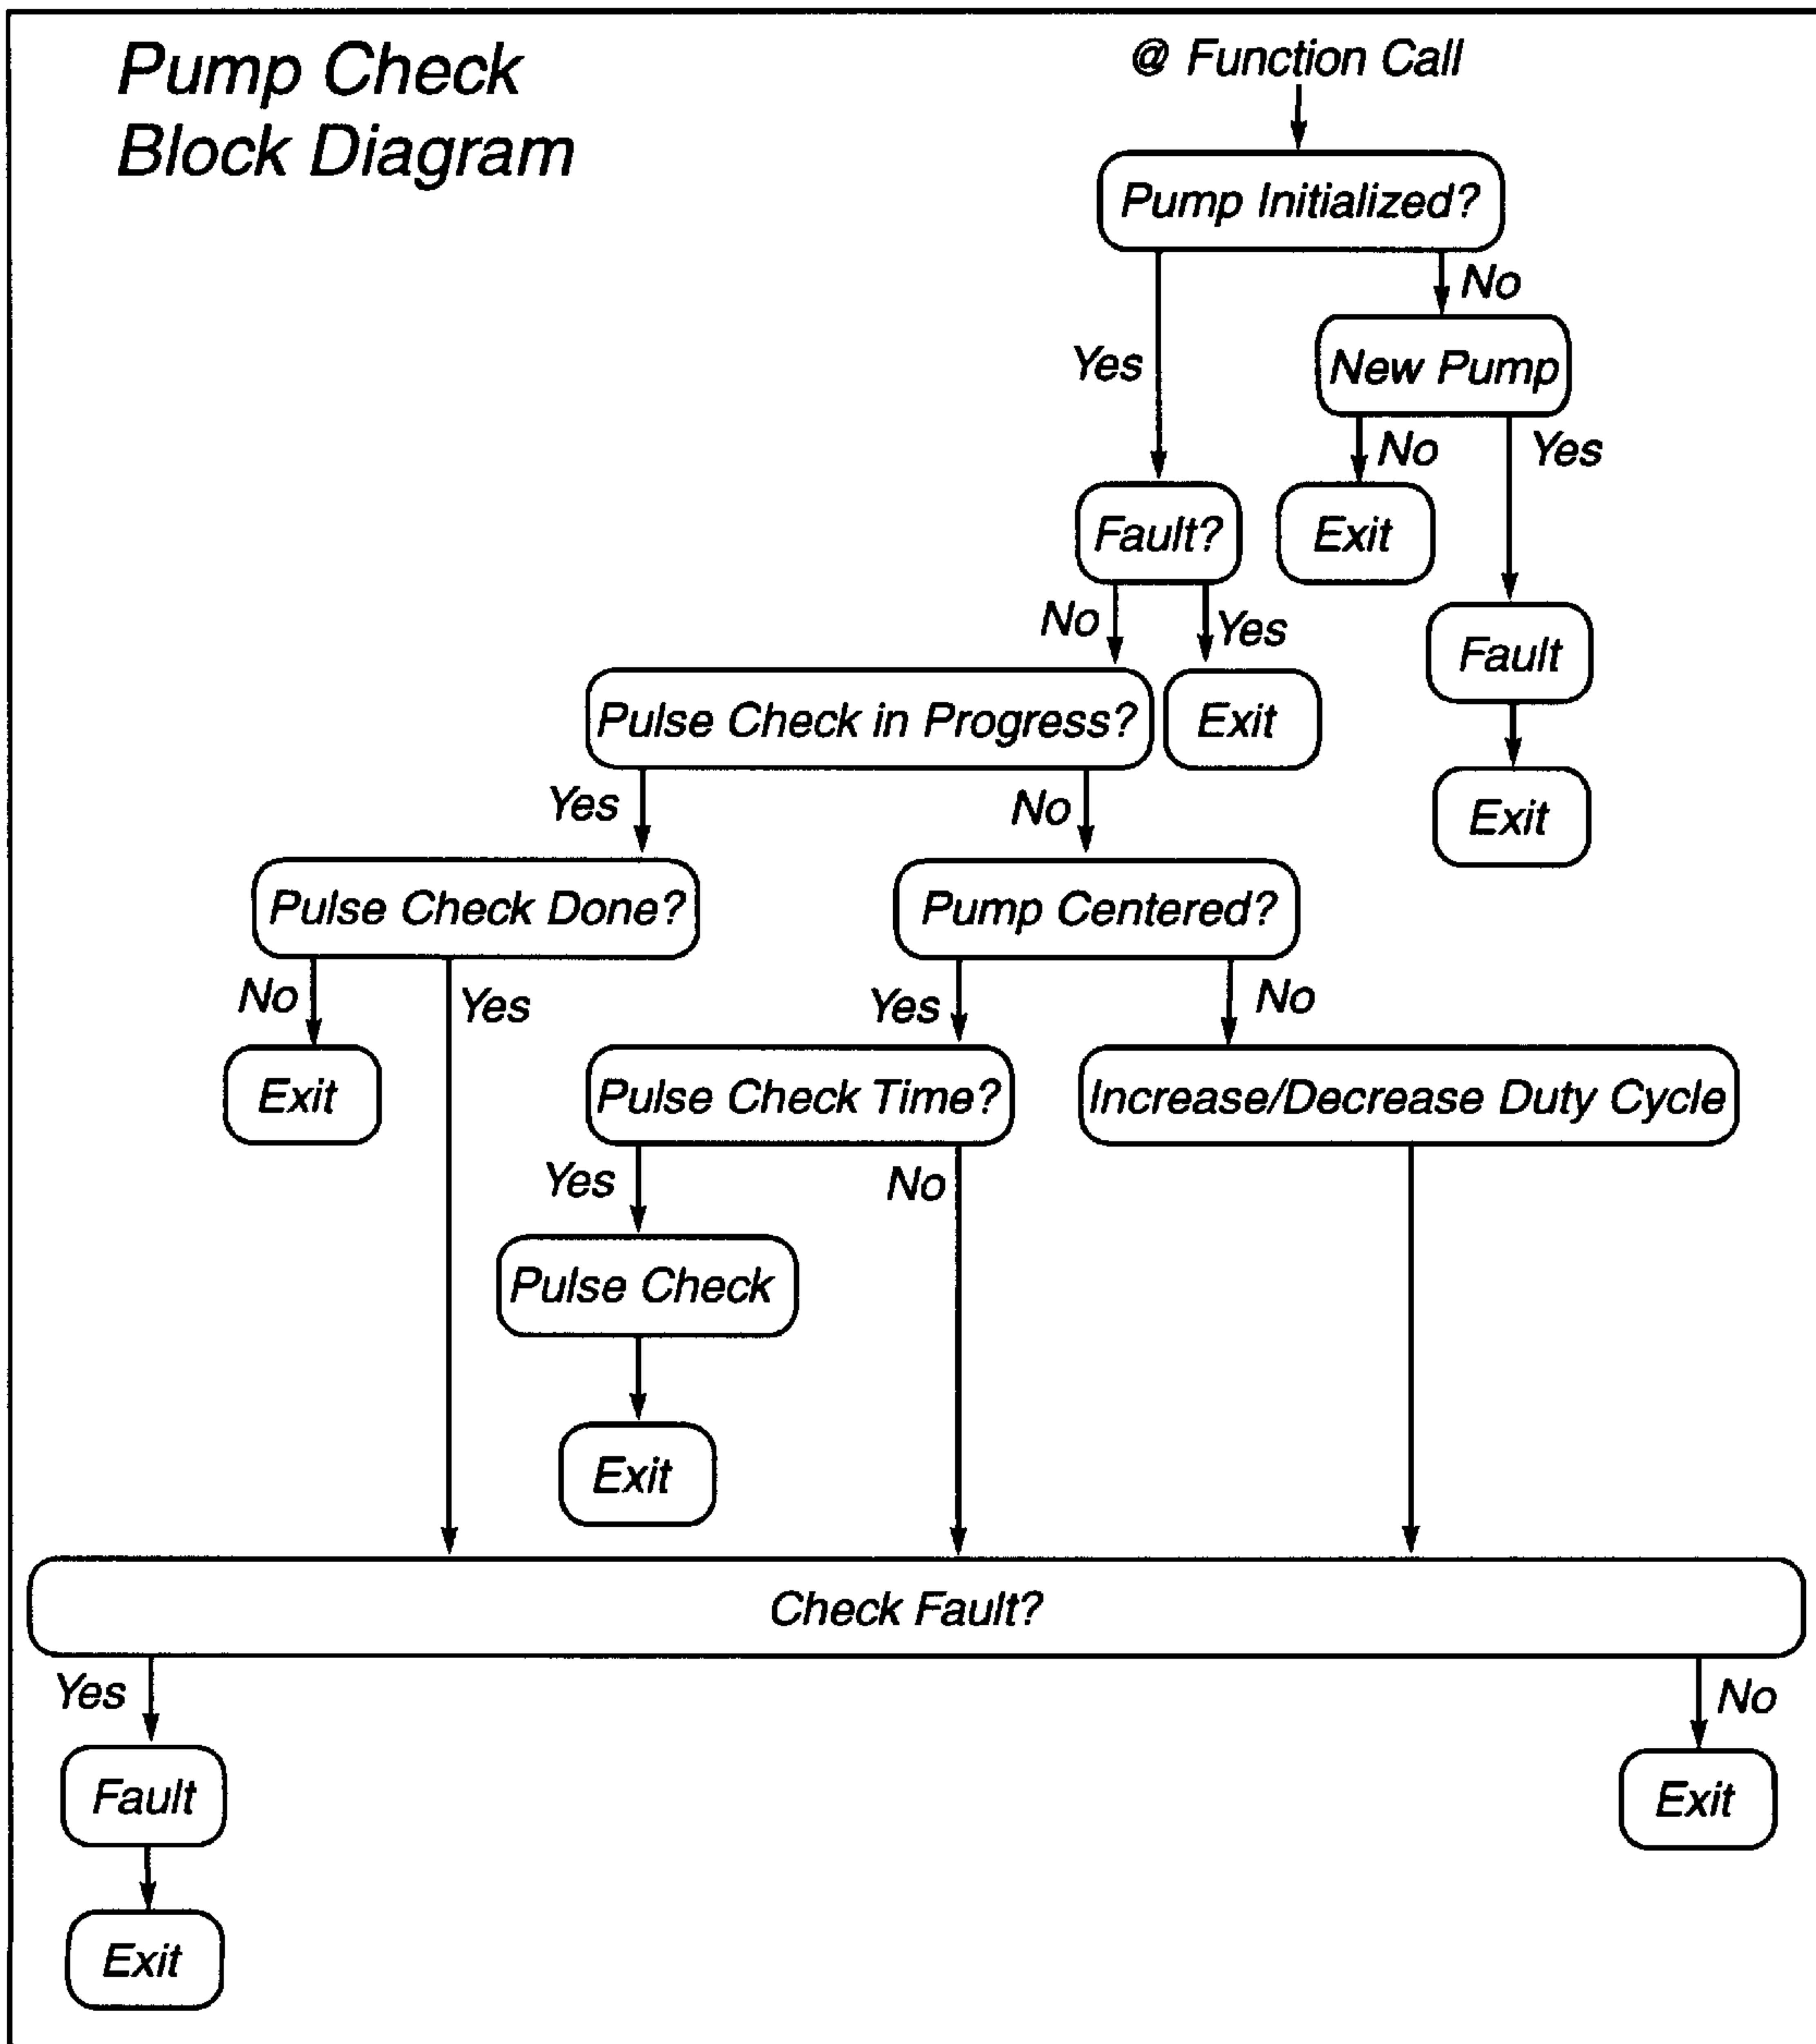 Pump Check
Block Diagram
@ Function Call
Pump Initialized?
No
Yes
New Pump
No
Yes
Fault?
Exit
No
Yes
Fault
Pulse Check in Progress?
Exit
Yes
No
Exit
Pulse Check Done?
Pump Centered?
No
Yes
Yes
No
Exit
Pulse Check Time?
Increase/Decrease Duty Cycle
Yes
No
Pulse Check
Exit
Check Fault?
Yes
No
Fault
Exit
Exit